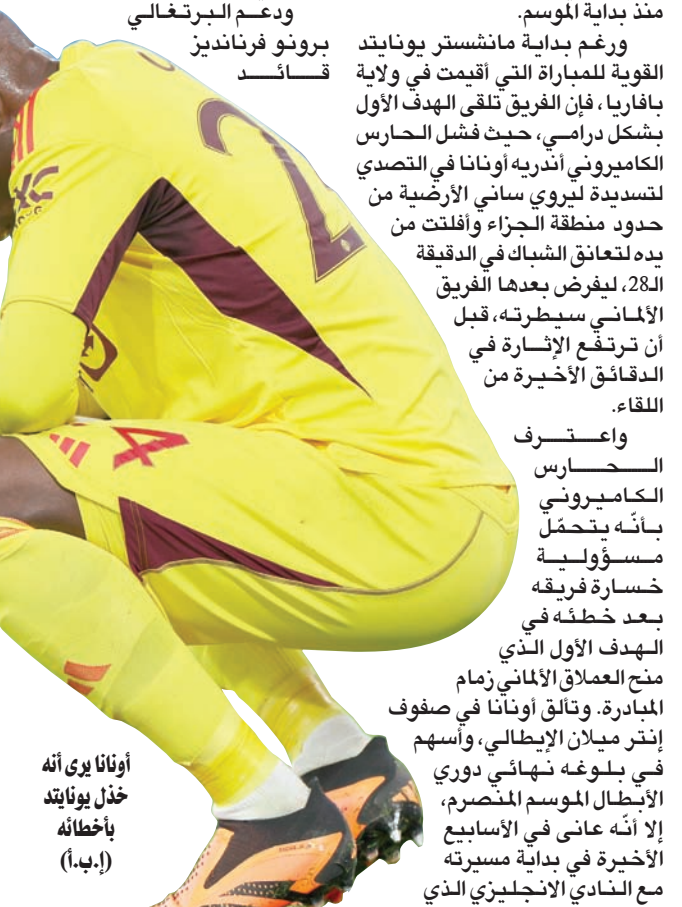 منذ بداية الموسم.
ورغم بداية مانشستر يونايتد
القوية للمباراة التي أقيمت في ولاية
بافاريا، فإن الفريق تلقى الهدف الأول
بشكل درامي، حيث فشل الحارس
الكاميروني أندريه أونانا في التصدي
لتسديدة ليروي ساني الأرضية من
حدود منطقة الجزاء وأفلتت من
يده لتعانق الشباك في الدقيقة
الـ28، ليفرض بعدها الفريق
الألماني سيطرته، قبل
أن ترتفع الإثارة في
الدقائق الأخيرة من
اللقاء.
واعترف
الحارس
الكاميروني
بأنّه يتحمّل
مسؤولية
خسارة فريقه
بعد خطئه في
الهدف الأول الذي
منح العملاق الألماني زمام
المبادرة. وتألق أونانا في صفوف
إنتر ميلان الإيطالي، وأسهم
في بلوغه نهائي دوري
الأبطال الموسم المنصرم،
إلا أنّه عانى في الأسابيع
الأخيرة في بداية مسيرته
مع النادي الانجليزي الذي
ودعم البرتغالي
برونو فرنانديز
قائد
2
4
أونانا يرى أنه
خذل يونايتد
بأخطائه
(إ.ب.أ)